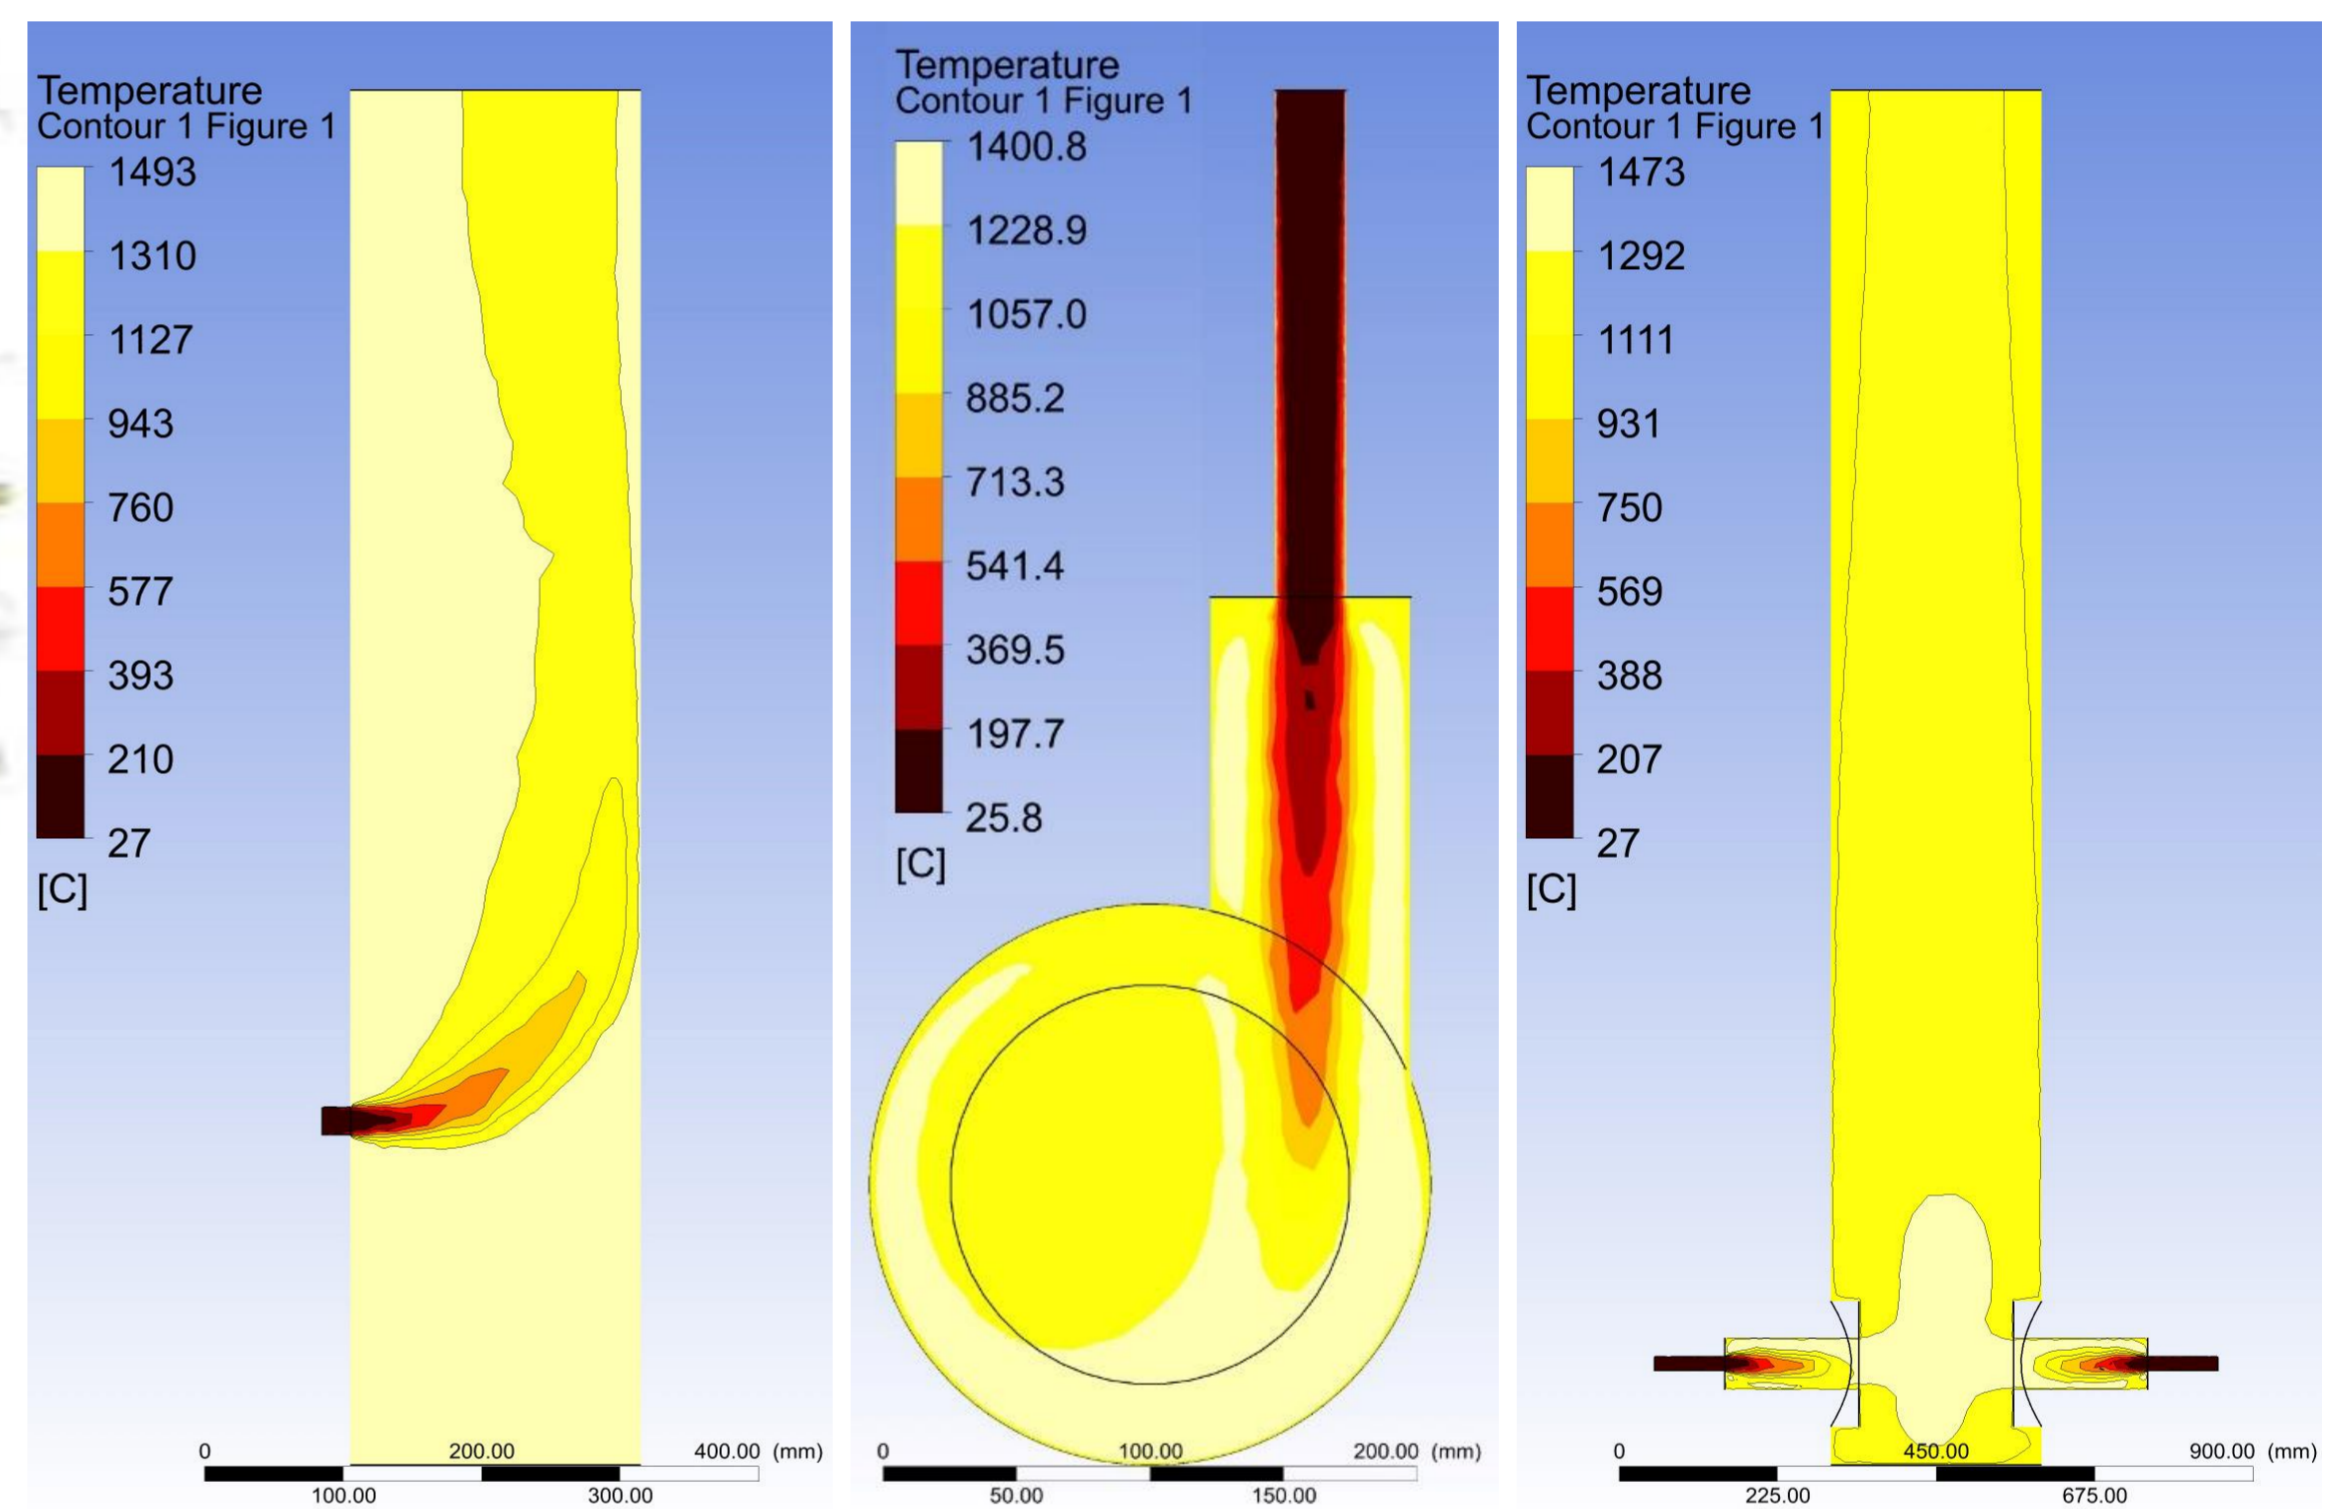 Temperature
Contour 1 Figure 1
1493
1310
1127
943
760
577
393
210
27
[C]
0 200.00 400.00 (mm)
100.00 300.00
Temperature
Contour 1 Figure 1
1400.8
1228.9
1057.0
885.2
713.3
541.4
369.5
197.7
25.8
[C]
0 100.00 200.00 (mm)
50.00 150.00
Temperature
Contour 1 Figure 1
1473
1292
1111
931
750
569
388
207
27
[C]
0 450.00 900.00 (mm)
225.00 675.00